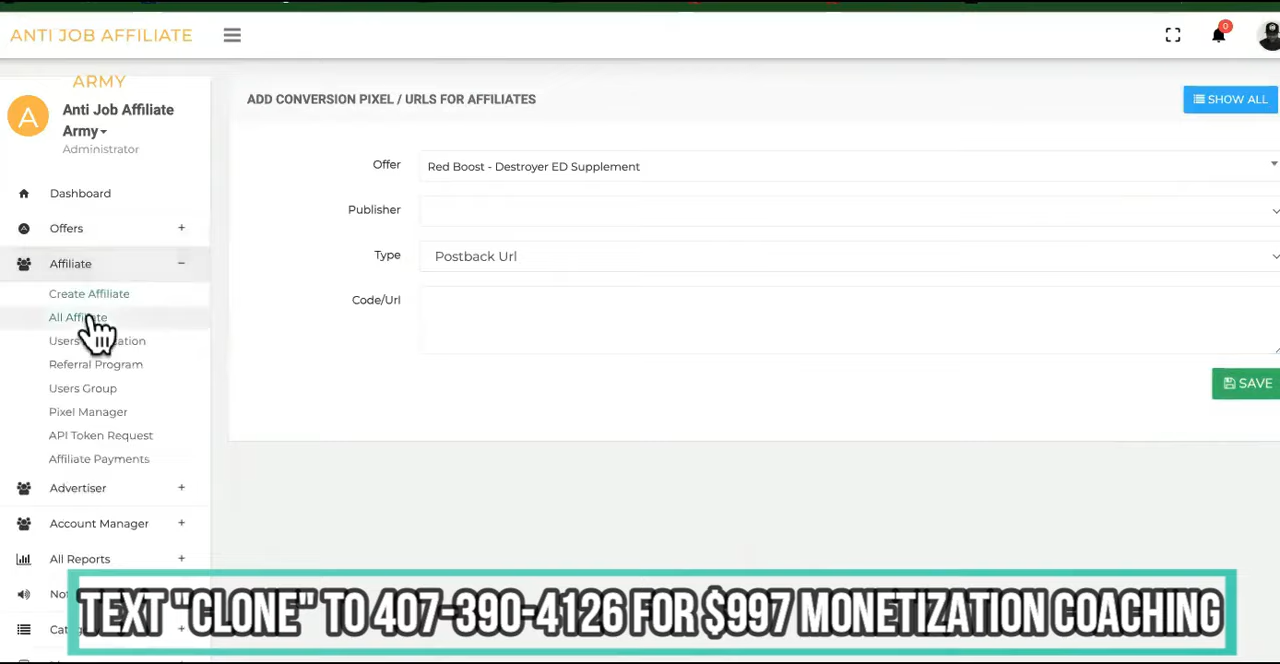 ANTI JOB AFFILIATE
ARMY
0
A
Anti Job Affiliate
Army
Administrator
Dashboard
Offers +
Affiliate −
Create Affiliate
All Affiliate
Referral Program
Users Group
Pixel Manager
API Token Request
Affiliate Payments
Advertiser +
Account Manager +
All Reports +
ADD CONVERSION PIXEL / URLS FOR AFFILIATES
SHOW ALL
Offer
Red Boost - Destroyer ED Supplement
Publisher
Type
Postback Url
Code/Url
SAVE
TEXT "CLONE" TO 407-390-4126 FOR $997 MONETIZATION COACHING